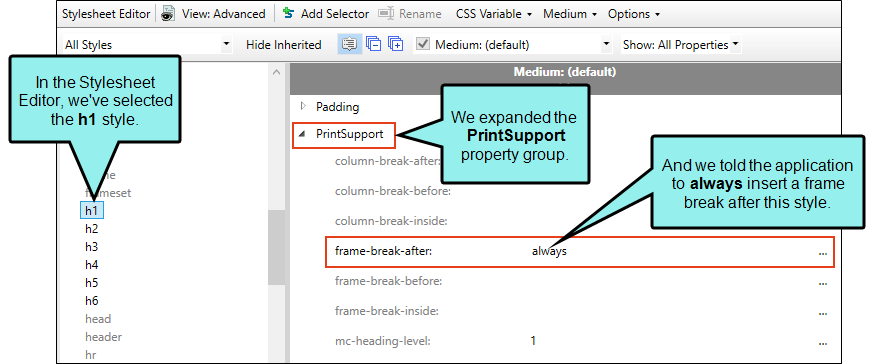 Stylesheet Editor View: Advanced Add Selector Rename CSS Variable Medium Options
All Styles Hide Inherited Medium: (default) Show: All Properties
Medium: (default)
In the Stylesheet
Editor, we've selected
the h1 style.
frameset
h1
h2
h3
h4
h5
h6
head
header
hr
Padding
PrintSupport
We expanded the
PrintSupport
property group.
column-break-after:
column-break-before:
column-break-inside:
And we told the application
to always insert a frame
break after this style.
frame-break-after: always ...
frame-break-before: ...
frame-break-inside: ...
mc-heading-level: 1 ...